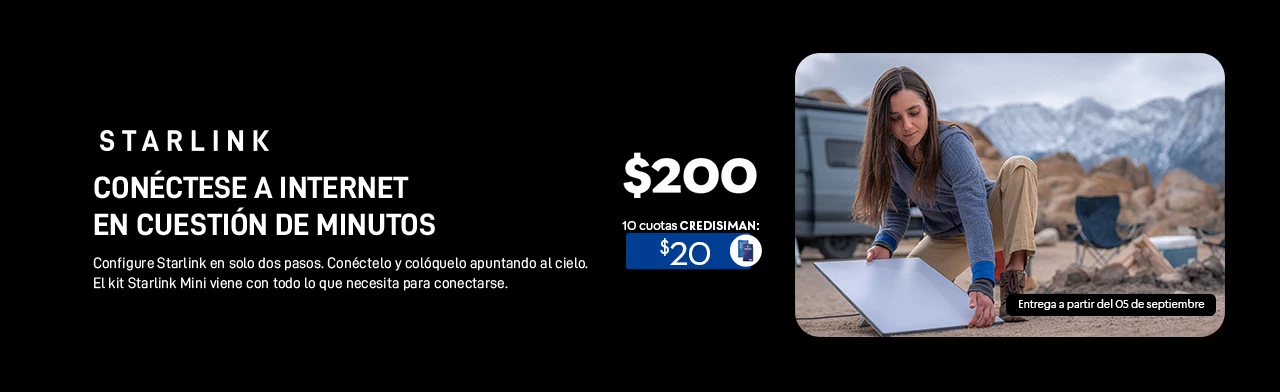 STARLINK
CONÉCTESE A INTERNET
EN CUESTIÓN DE MINUTOS
Configure Starlink en solo dos pasos. Conéctelo y colóquelo apuntando al cielo.
El kit Starlink Mini viene con todo lo que necesita para conectarse.
$200
10 cuotas CREDISIMAN:
$20
Entrega a partir del 05 de septiembre